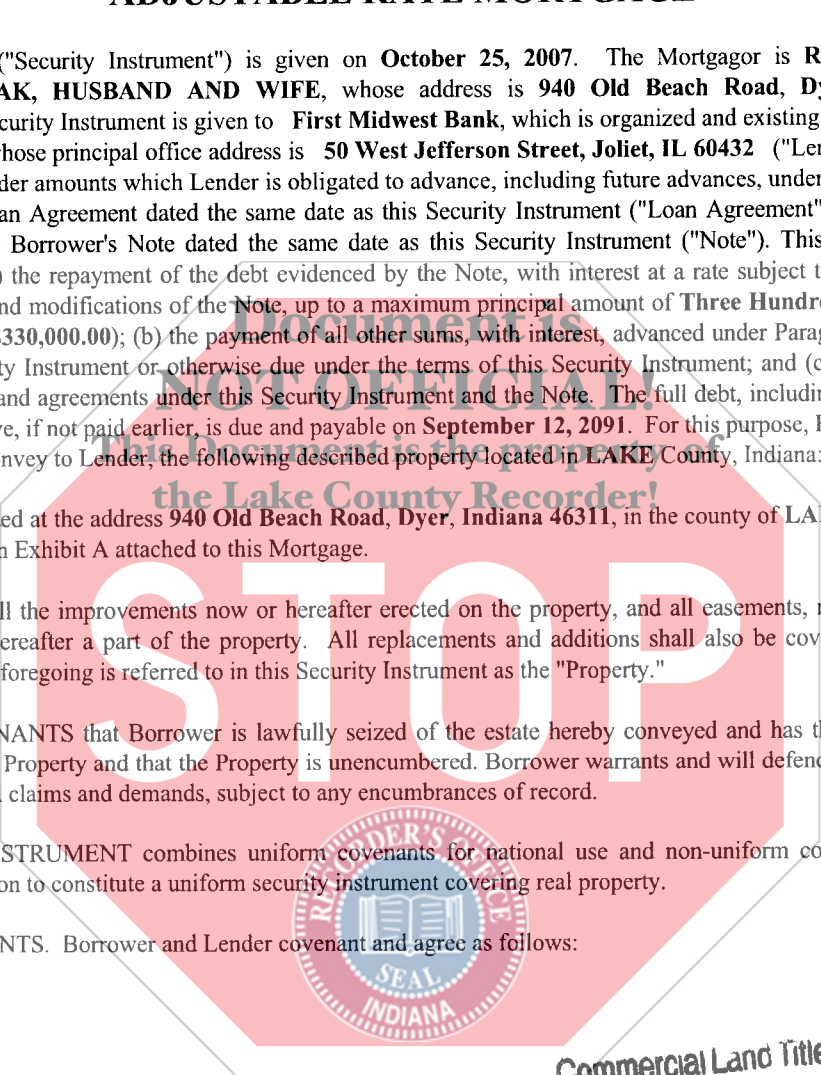 ADJUSTABLE RATE MORTGAGE
("Security Instrument") is given on October 25, 2007. The Mortgagor is R
AK, HUSBAND AND WIFE, whose address is 940 Old Beach Road, Dy
curity Instrument is given to First Midwest Bank, which is organized and existing
whose principal office address is 50 West Jefferson Street, Joliet, IL 60432 ("Len
der amounts which Lender is obligated to advance, including future advances, under
an Agreement dated the same date as this Security Instrument ("Loan Agreement"
Borrower's Note dated the same date as this Security Instrument ("Note"). This
) the repayment of the debt evidenced by the Note, with interest at a rate subject t
nd modifications of the Note, up to a maximum principal amount of Three Hundre
$330,000.00); (b) the payment of all other sums, with interest, advanced under Parag
ty Instrument or otherwise due under the terms of this Security Instrument; and (c
and agreements under this Security Instrument and the Note. The full debt, includin
ve, if not paid earlier, is due and payable on September 12, 2091. For this purpose, B
onvey to Lender, the following described property located in LAKE County, Indiana:
Document is
NOT OFFICIAL!
This Document is the property of
the Lake County Recorder!
ed at the address 940 Old Beach Road, Dyer, Indiana 46311, in the county of LAK
n Exhibit A attached to this Mortgage.
ll the improvements now or hereafter erected on the property, and all easements,
ereafter a part of the property. All replacements and additions shall also be cov
foregoing is referred to in this Security Instrument as the "Property."
STOP
NANTS that Borrower is lawfully seized of the estate hereby conveyed and has th
Property and that the Property is unencumbered. Borrower warrants and will defend
claims and demands, subject to any encumbrances of record.
STRUMENT combines uniform covenants for national use and non-uniform co
on to constitute a uniform security instrument covering real property.
NTS. Borrower and Lender covenant and agree as follows:
RECORDER'S OFFICE
SEAL
INDIANA
Commercial Land Title